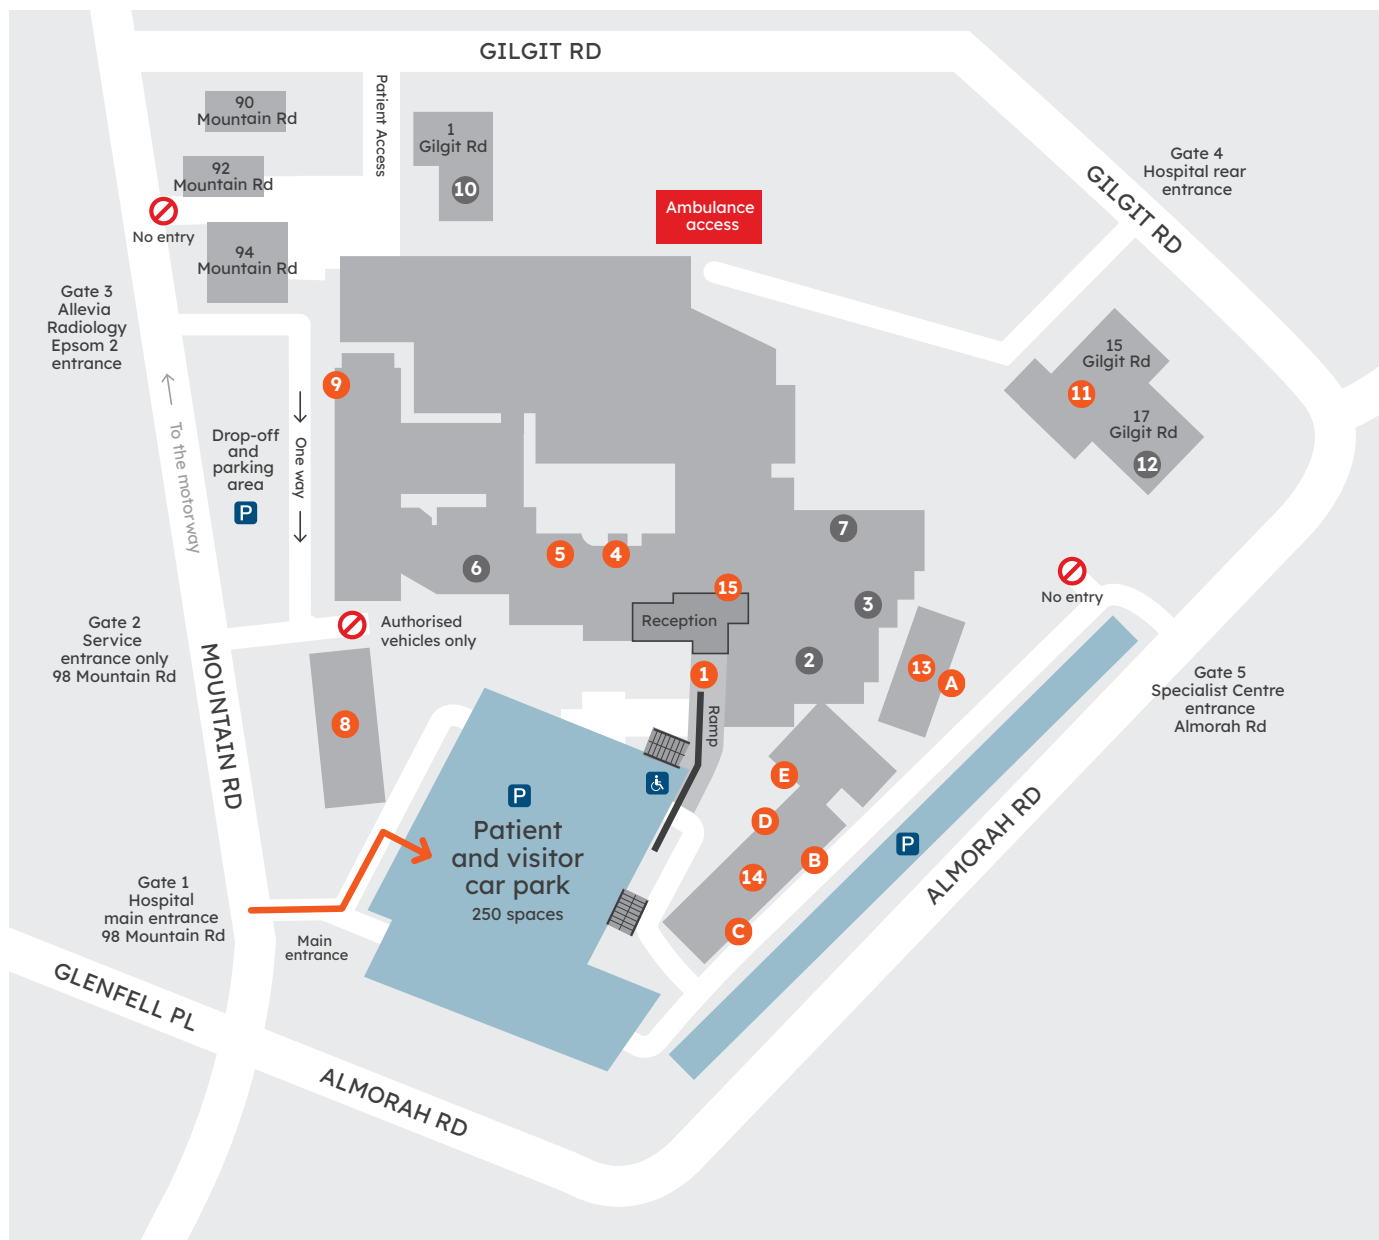 GILGIT RD
Patient Access
90
Mountain Rd
1
Gilgit Rd
10
92
Mountain Rd
No entry
94
Mountain Rd
Ambulance
access
Gate 4
Hospital rear
entrance
GILGIT RD
Gate 3
Allevia
Radiology
Epsom 2
entrance
9
15
Gilgit Rd
11
17
Gilgit Rd
12
To the motorway
Drop-off
and
parking
area
P
One way
7
6
5
4
15
3
Reception
2
1
Ramp
No entry
Authorised
vehicles only
Gate 2
Service
entrance only
98 Mountain Rd
MOUNTAIN RD
8
13
A
Gate 5
Specialist Centre
entrance
Almorah Rd
E
D
B
14
C
P
P
Patient
and visitor
car park
250 spaces
ALMORAH RD
Gate 1
Hospital
main entrance
98 Mountain Rd
Main
entrance
GLENFELL PL
ALMORAH RD